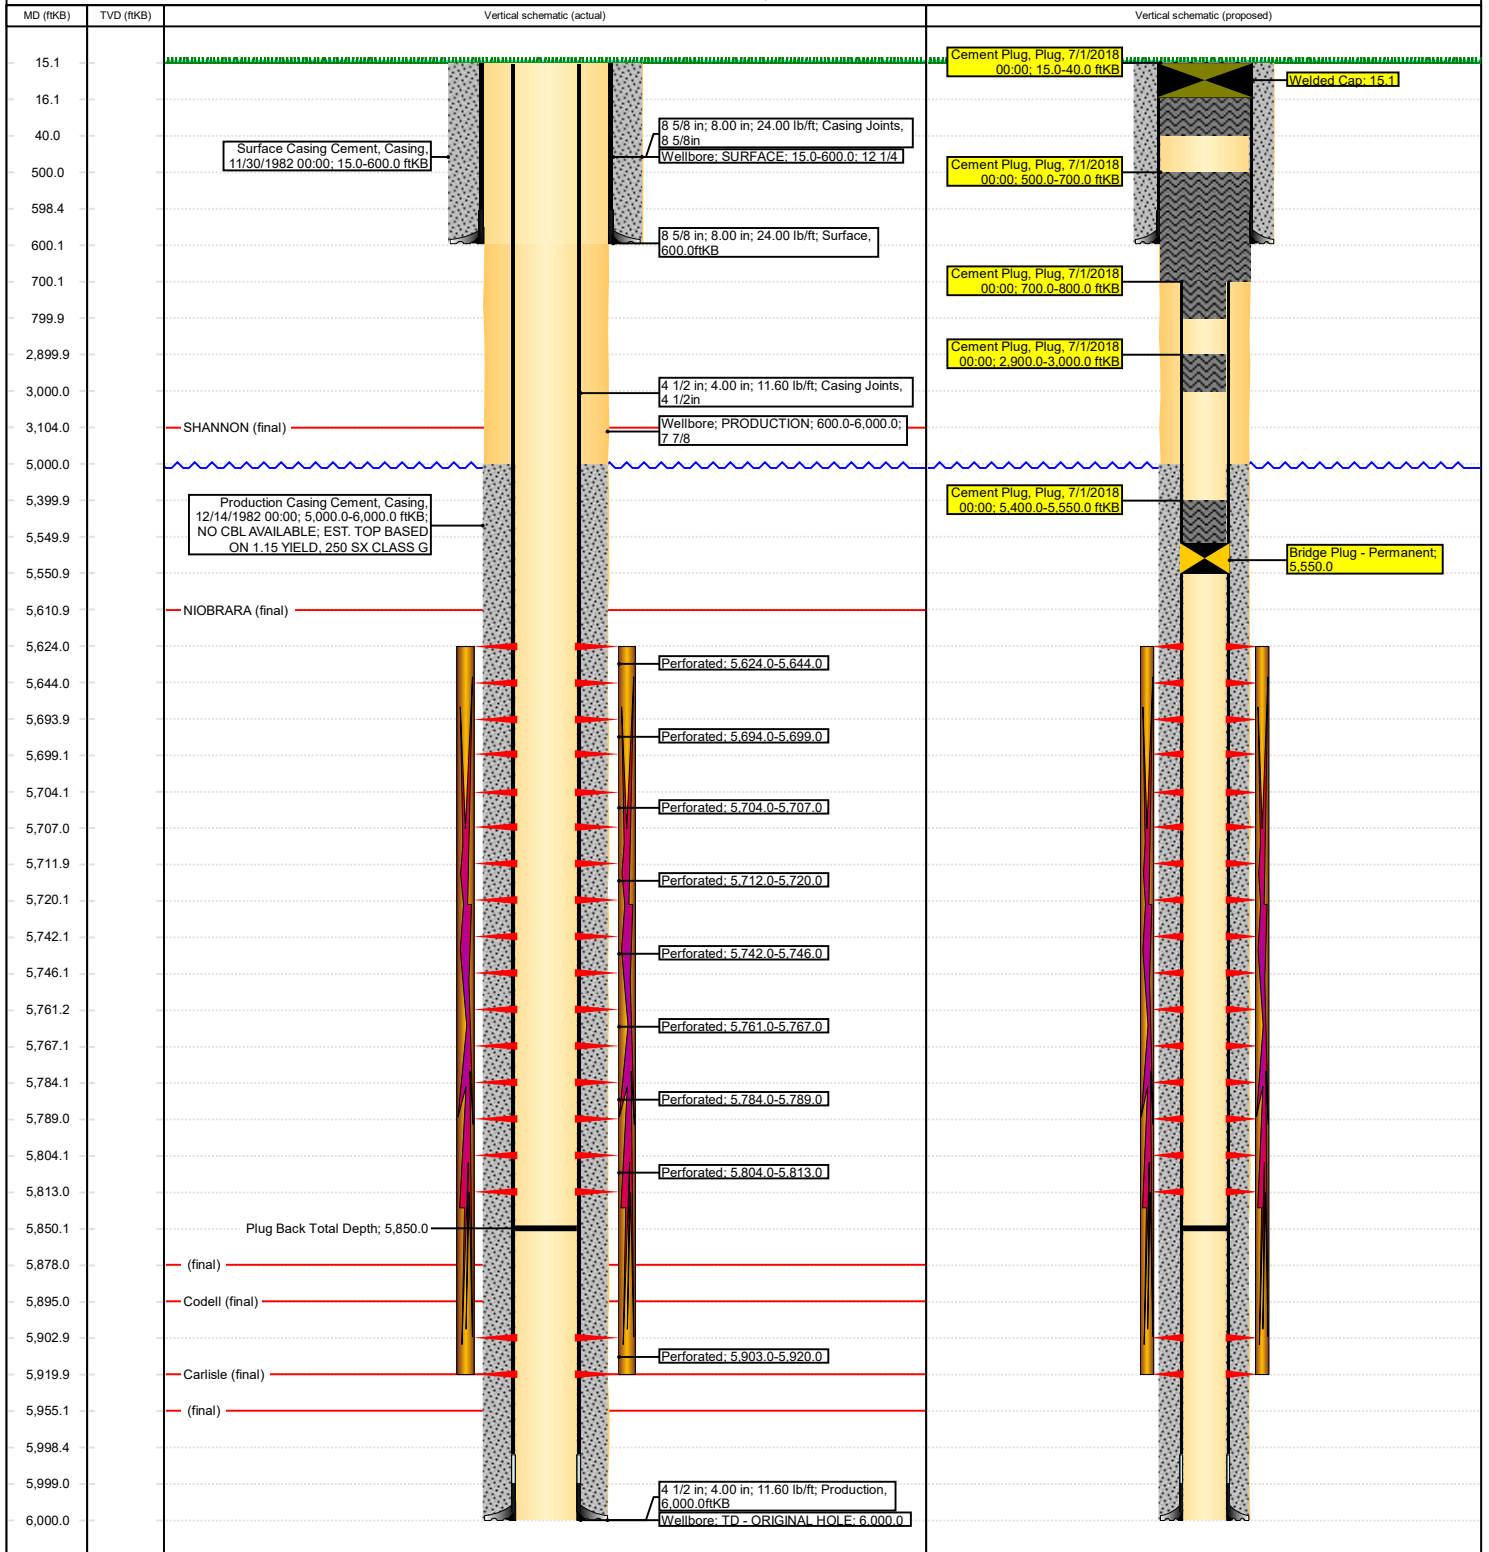 MD (ftKB)
TVD (ftKB)
Vertical schematic (actual)
Vertical schematic (proposed)
15.1
16.1
40.0
500.0
598.4
600.1
700.1
799.9
2,899.9
3,000.0
3,104.0
5,000.0
5,399.9
5,549.9
5,550.9
5,610.9
5,624.0
5,644.0
5,693.9
5,699.1
5,704.1
5,707.0
5,711.9
5,720.1
5,742.1
5,746.1
5,761.2
5,767.1
5,784.1
5,789.0
5,804.1
5,813.0
5,850.1
5,878.0
5,895.0
5,902.9
5,919.9
5,955.1
5,998.4
5,999.0
6,000.0
Surface Casing Cement, Casing,
11/30/1982 00:00; 15.0-600.0 ftKB
SHANNON (final)
Production Casing Cement, Casing,
12/14/1982 00:00; 5,000.0-6,000.0 ftKB;
NO CBL AVAILABLE; EST. TOP BASED
ON 1.15 YIELD, 250 SX CLASS G
NIOBRARA (final)
Plug Back Total Depth; 5,850.0
(final)
Codell (final)
Carlisle (final)
(final)
8 5/8 in; 8.00 in; 24.00 lb/ft; Casing Joints,
8 5/8in
Wellbore; SURFACE; 15.0-600.0; 12 1/4
8 5/8 in; 8.00 in; 24.00 lb/ft; Surface,
600.0ftKB
4 1/2 in; 4.00 in; 11.60 lb/ft; Casing Joints,
4 1/2in
Wellbore; PRODUCTION; 600.0-6,000.0;
7 7/8
Perforated; 5,624.0-5,644.0
Perforated; 5,694.0-5,699.0
Perforated; 5,704.0-5,707.0
Perforated; 5,712.0-5,720.0
Perforated; 5,742.0-5,746.0
Perforated; 5,761.0-5,767.0
Perforated; 5,784.0-5,789.0
Perforated; 5,804.0-5,813.0
Perforated; 5,903.0-5,920.0
4 1/2 in; 4.00 in; 11.60 lb/ft; Production,
6,000.0ftKB
Wellbore; TD - ORIGINAL HOLE; 6,000.0
Cement Plug, Plug, 7/1/2018
00:00; 15.0-40.0 ftKB
Welded Cap; 15.1
Cement Plug, Plug, 7/1/2018
00:00; 500.0-700.0 ftKB
Cement Plug, Plug, 7/1/2018
00:00; 700.0-800.0 ftKB
Cement Plug, Plug, 7/1/2018
00:00; 2,900.0-3,000.0 ftKB
Cement Plug, Plug, 7/1/2018
00:00; 5,400.0-5,550.0 ftKB
Bridge Plug - Permanent;
5,550.0